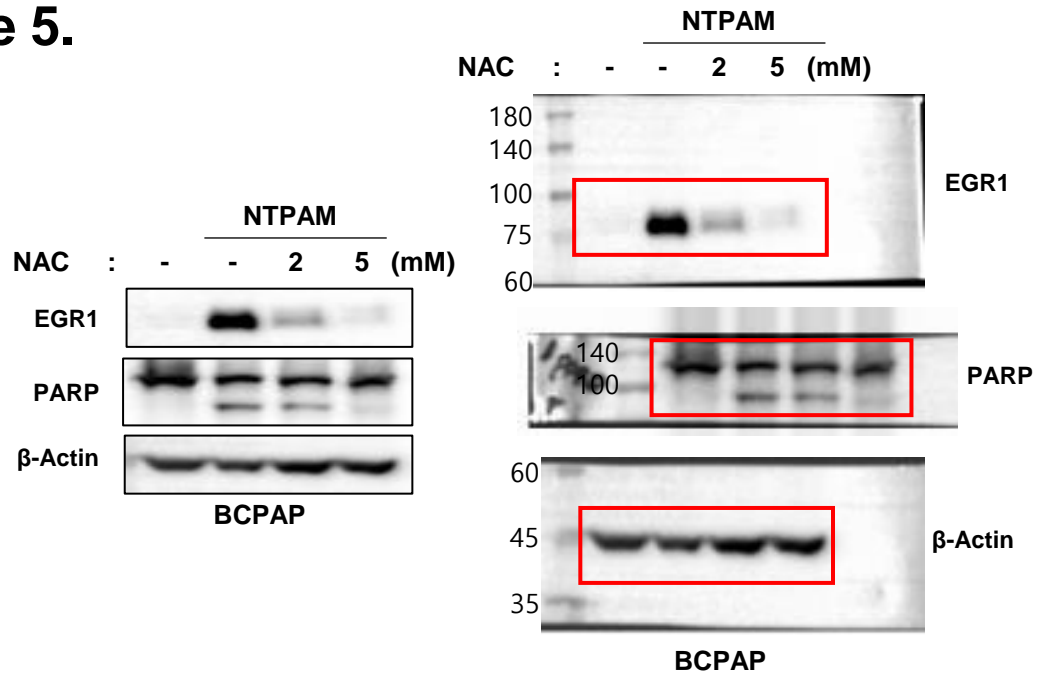 e 5.
NTPAM
NAC : - - 2 5 (mM)
EGR1
PARP
β-Actin
BCPAP
NTPAM
NAC : - - 2 5 (mM)
180
140
100
75
60
EGR1
140
100
PARP
60
45
35
β-Actin
BCPAP